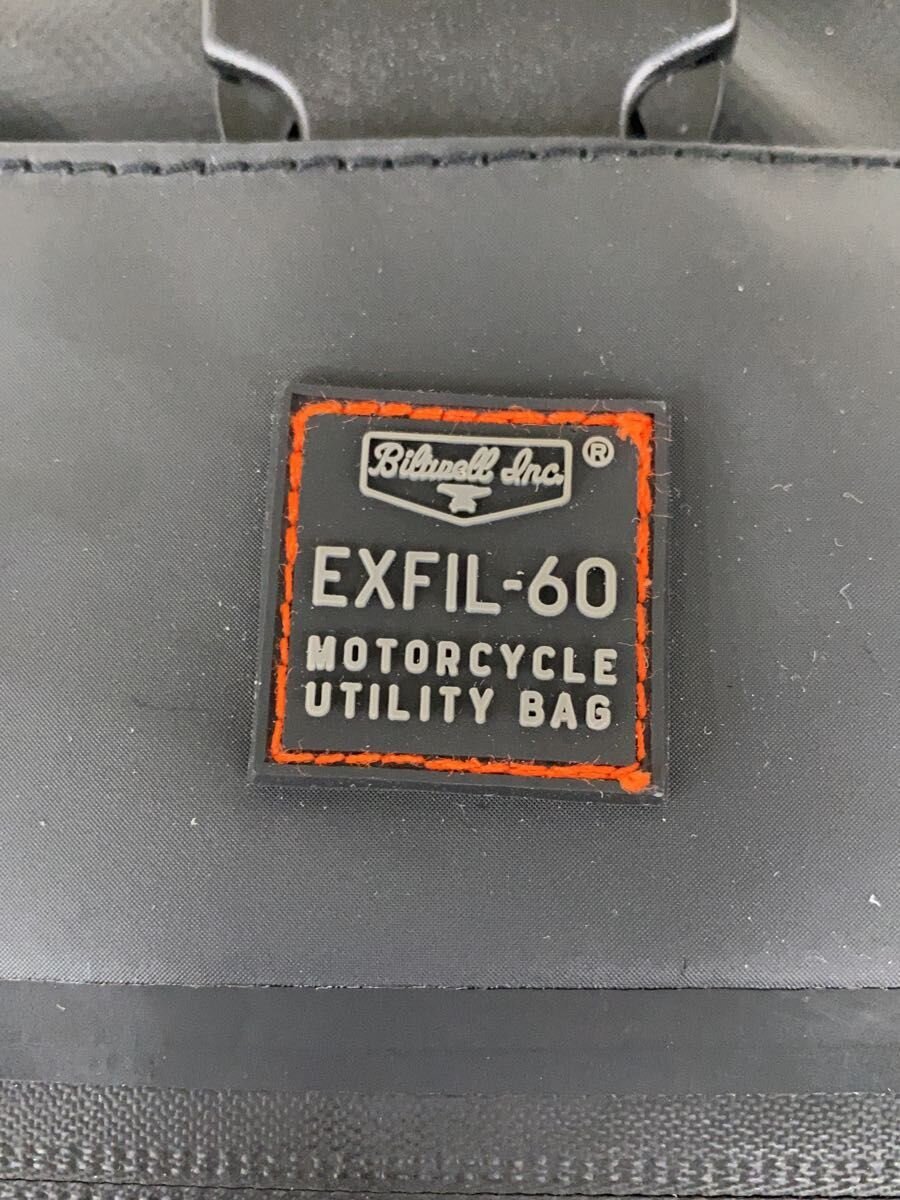 Biltwell Inc.
®
EXFIL-60
MOTORCYCLE
UTILITY BAG